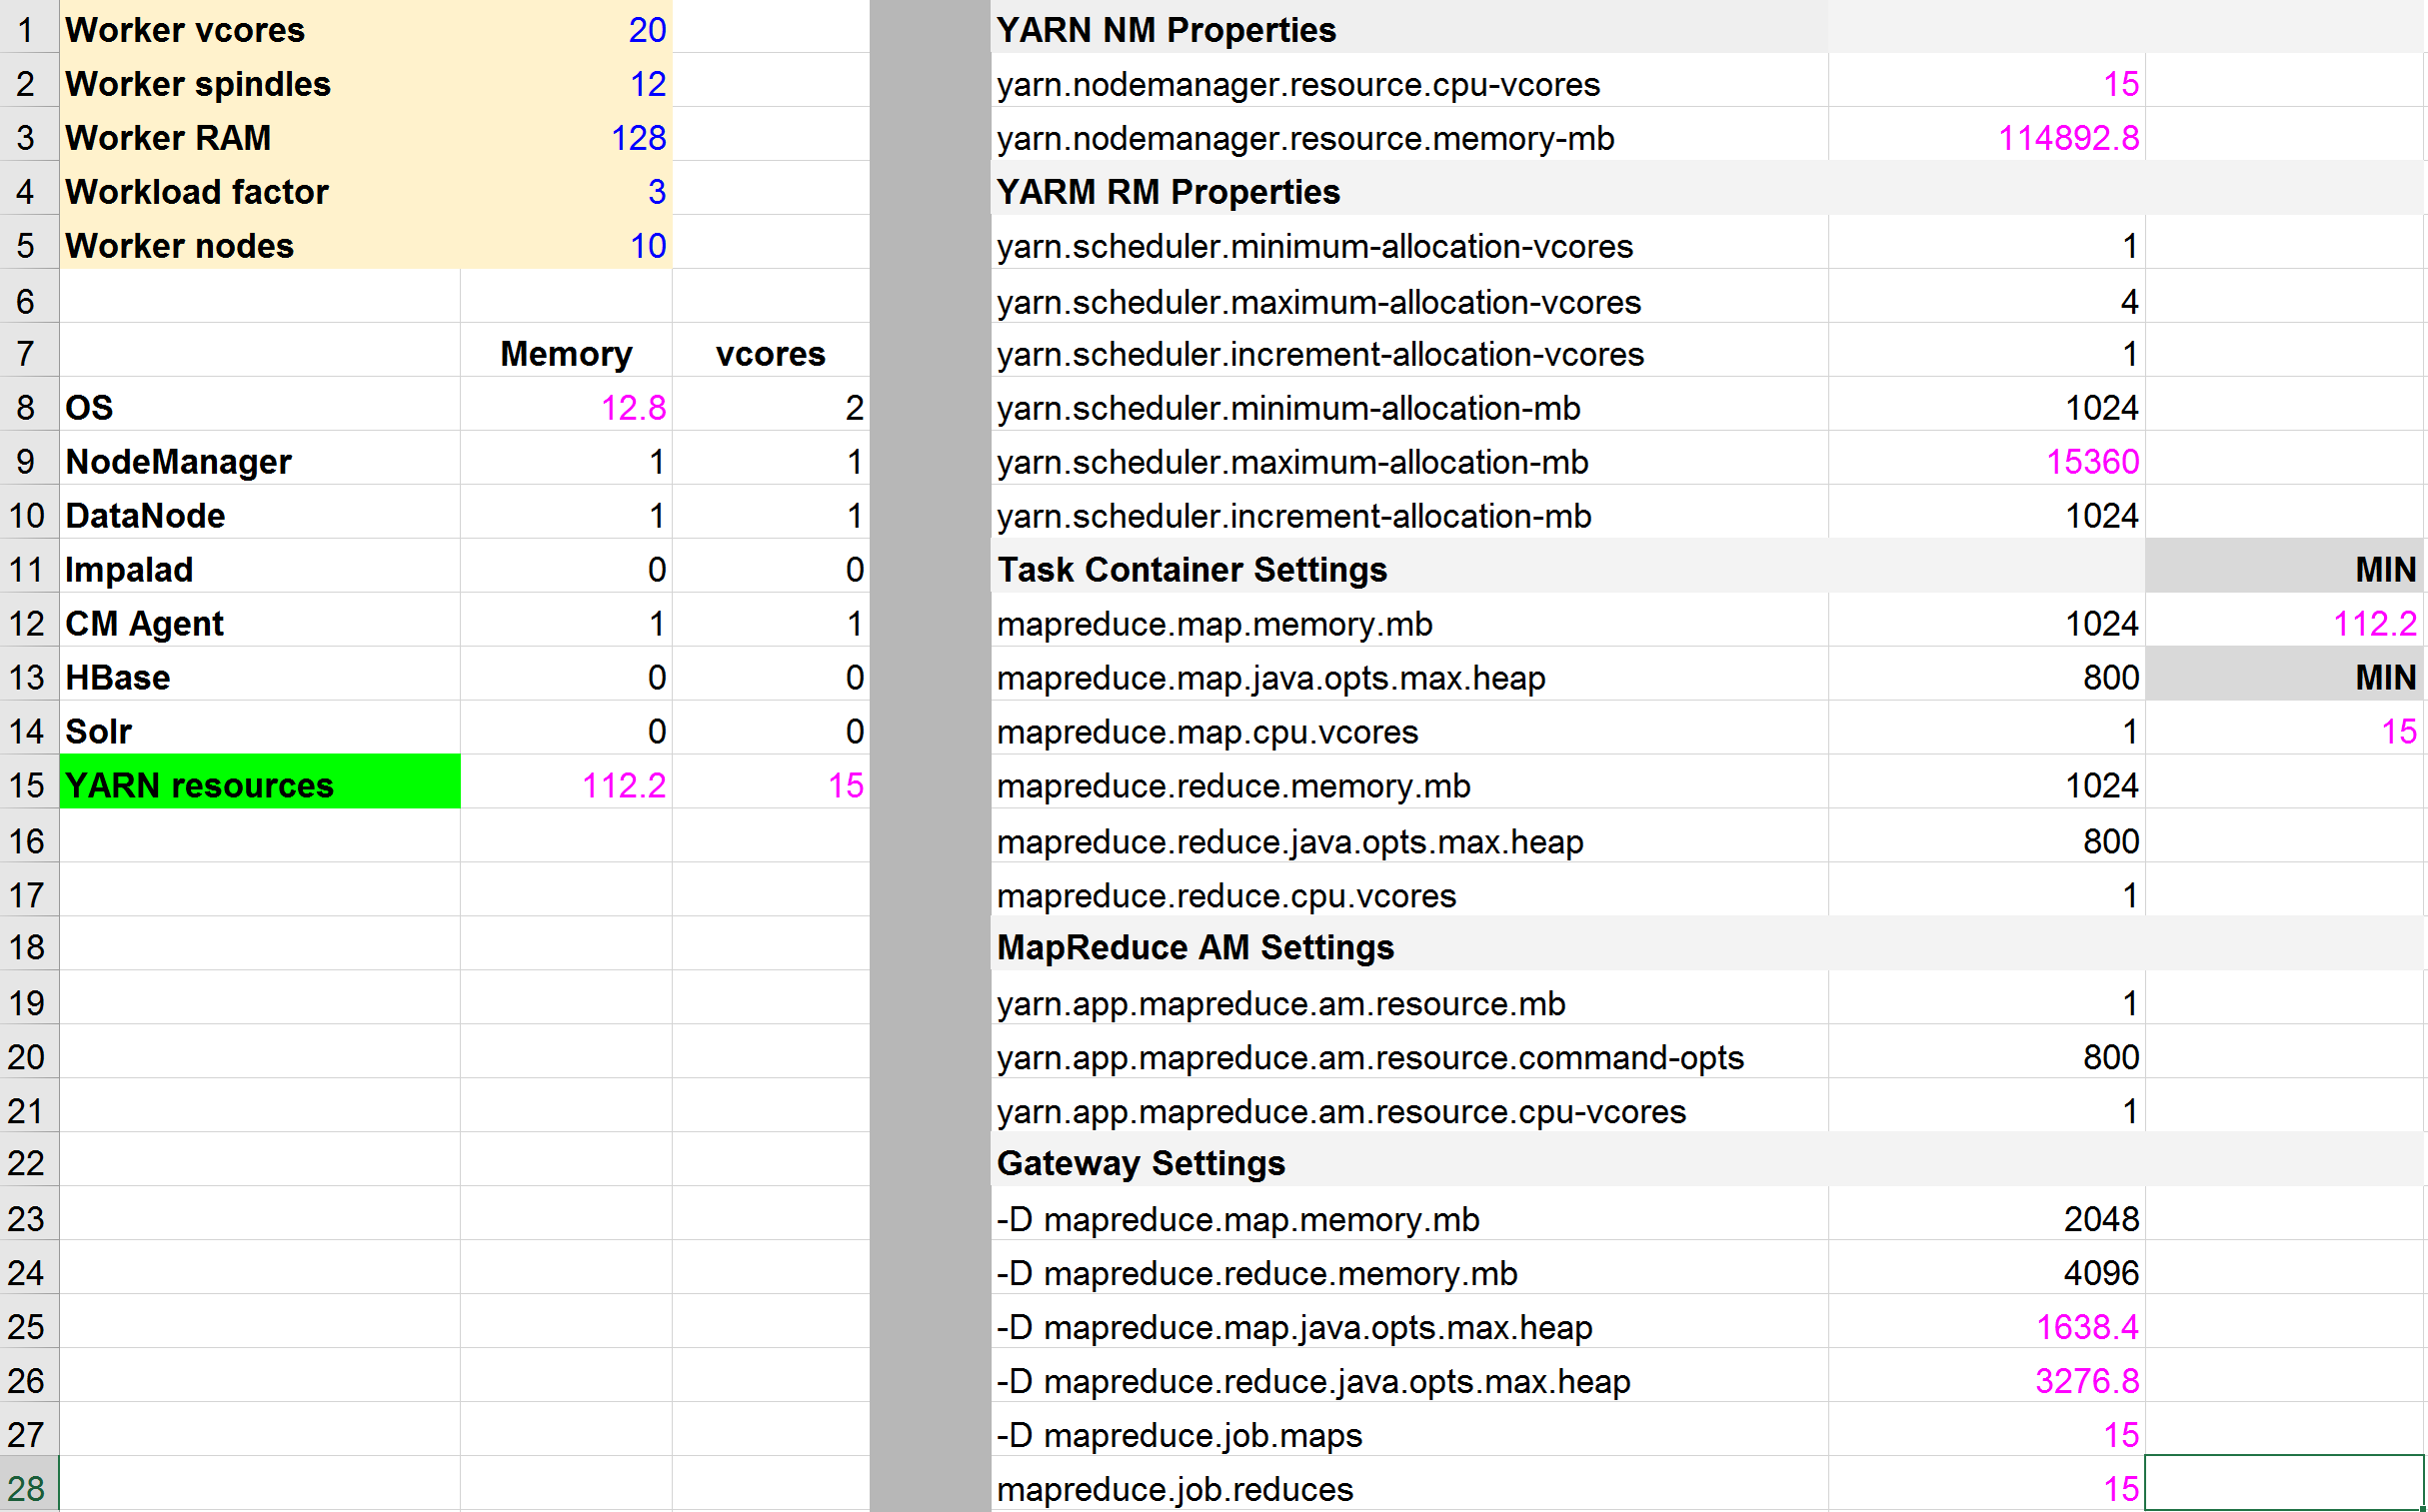 1 Worker vcores 20 YARN NM Properties
2 Worker spindles 12 yarn.nodemanager.resource.cpu-vcores 15
3 Worker RAM 128 yarn.nodemanager.resource.memory-mb 114892.8
4 Workload factor 3 YARM RM Properties
5 Worker nodes 10 yarn.scheduler.minimum-allocation-vcores 1
6 yarn.scheduler.maximum-allocation-vcores 4
7 Memory vcores yarn.scheduler.increment-allocation-vcores 1
8 OS 12.8 2 yarn.scheduler.minimum-allocation-mb 1024
9 NodeManager 1 1 yarn.scheduler.maximum-allocation-mb 15360
10 DataNode 1 1 yarn.scheduler.increment-allocation-mb 1024
11 Impalad 0 0 Task Container Settings MIN
12 CM Agent 1 1 mapreduce.map.memory.mb 1024 112.2
13 HBase 0 0 mapreduce.map.java.opts.max.heap 800 MIN
14 Solr 0 0 mapreduce.map.cpu.vcores 1 15
15 YARN resources 112.2 15 mapreduce.reduce.memory.mb 1024
16 mapreduce.reduce.java.opts.max.heap 800
17 mapreduce.reduce.cpu.vcores 1
18 MapReduce AM Settings
19 yarn.app.mapreduce.am.resource.mb 1
20 yarn.app.mapreduce.am.resource.command-opts 800
21 yarn.app.mapreduce.am.resource.cpu-vcores 1
22 Gateway Settings
23 -D mapreduce.map.memory.mb 2048
24 -D mapreduce.reduce.memory.mb 4096
25 -D mapreduce.map.java.opts.max.heap 1638.4
26 -D mapreduce.reduce.java.opts.max.heap 3276.8
27 -D mapreduce.job.maps 15
28 mapreduce.job.reduces 15